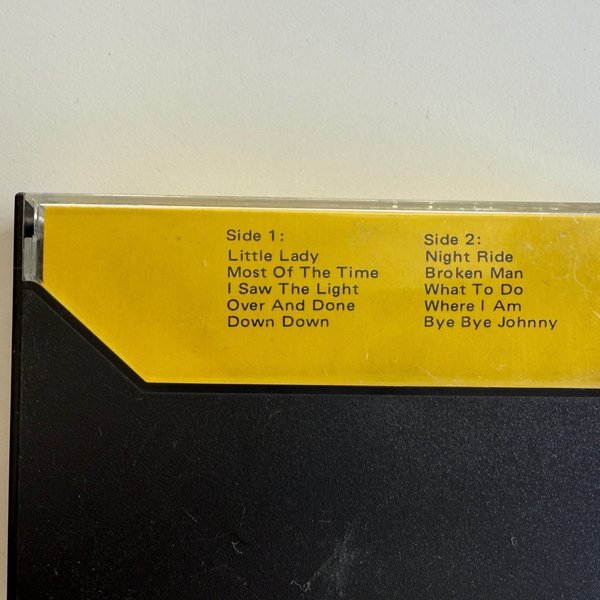 Side 1:
Little Lady
Most Of The Time
I Saw The Light
Over And Done
Down Down
Side 2:
Night Ride
Broken Man
What To Do
Where I Am
Bye Bye Johnny